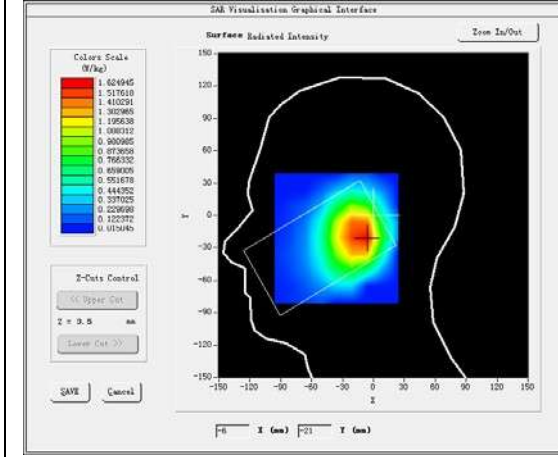 SAR Visualisation Graphical Interface
Surface Radiated Intensity
Zoom In/Out
Colors Scale
(W/kg)
1.624945
1.517618
1.410291
1.302965
1.195638
1.088312
0.980985
0.873658
0.766332
0.659005
0.551678
0.444352
0.337025
0.229698
0.122372
0.015045
150
120
90
60
30
0
-30
-60
-90
-120
-150
Y
-150 -120 -90 -60 -30 0 30 60 90 120 150
X
Z-Cuts Control
<< Upper Cut
Z = 3.5 mm
Lower Cut >>
SAVE Cancel
-6 X (mm) -21 Y (mm)